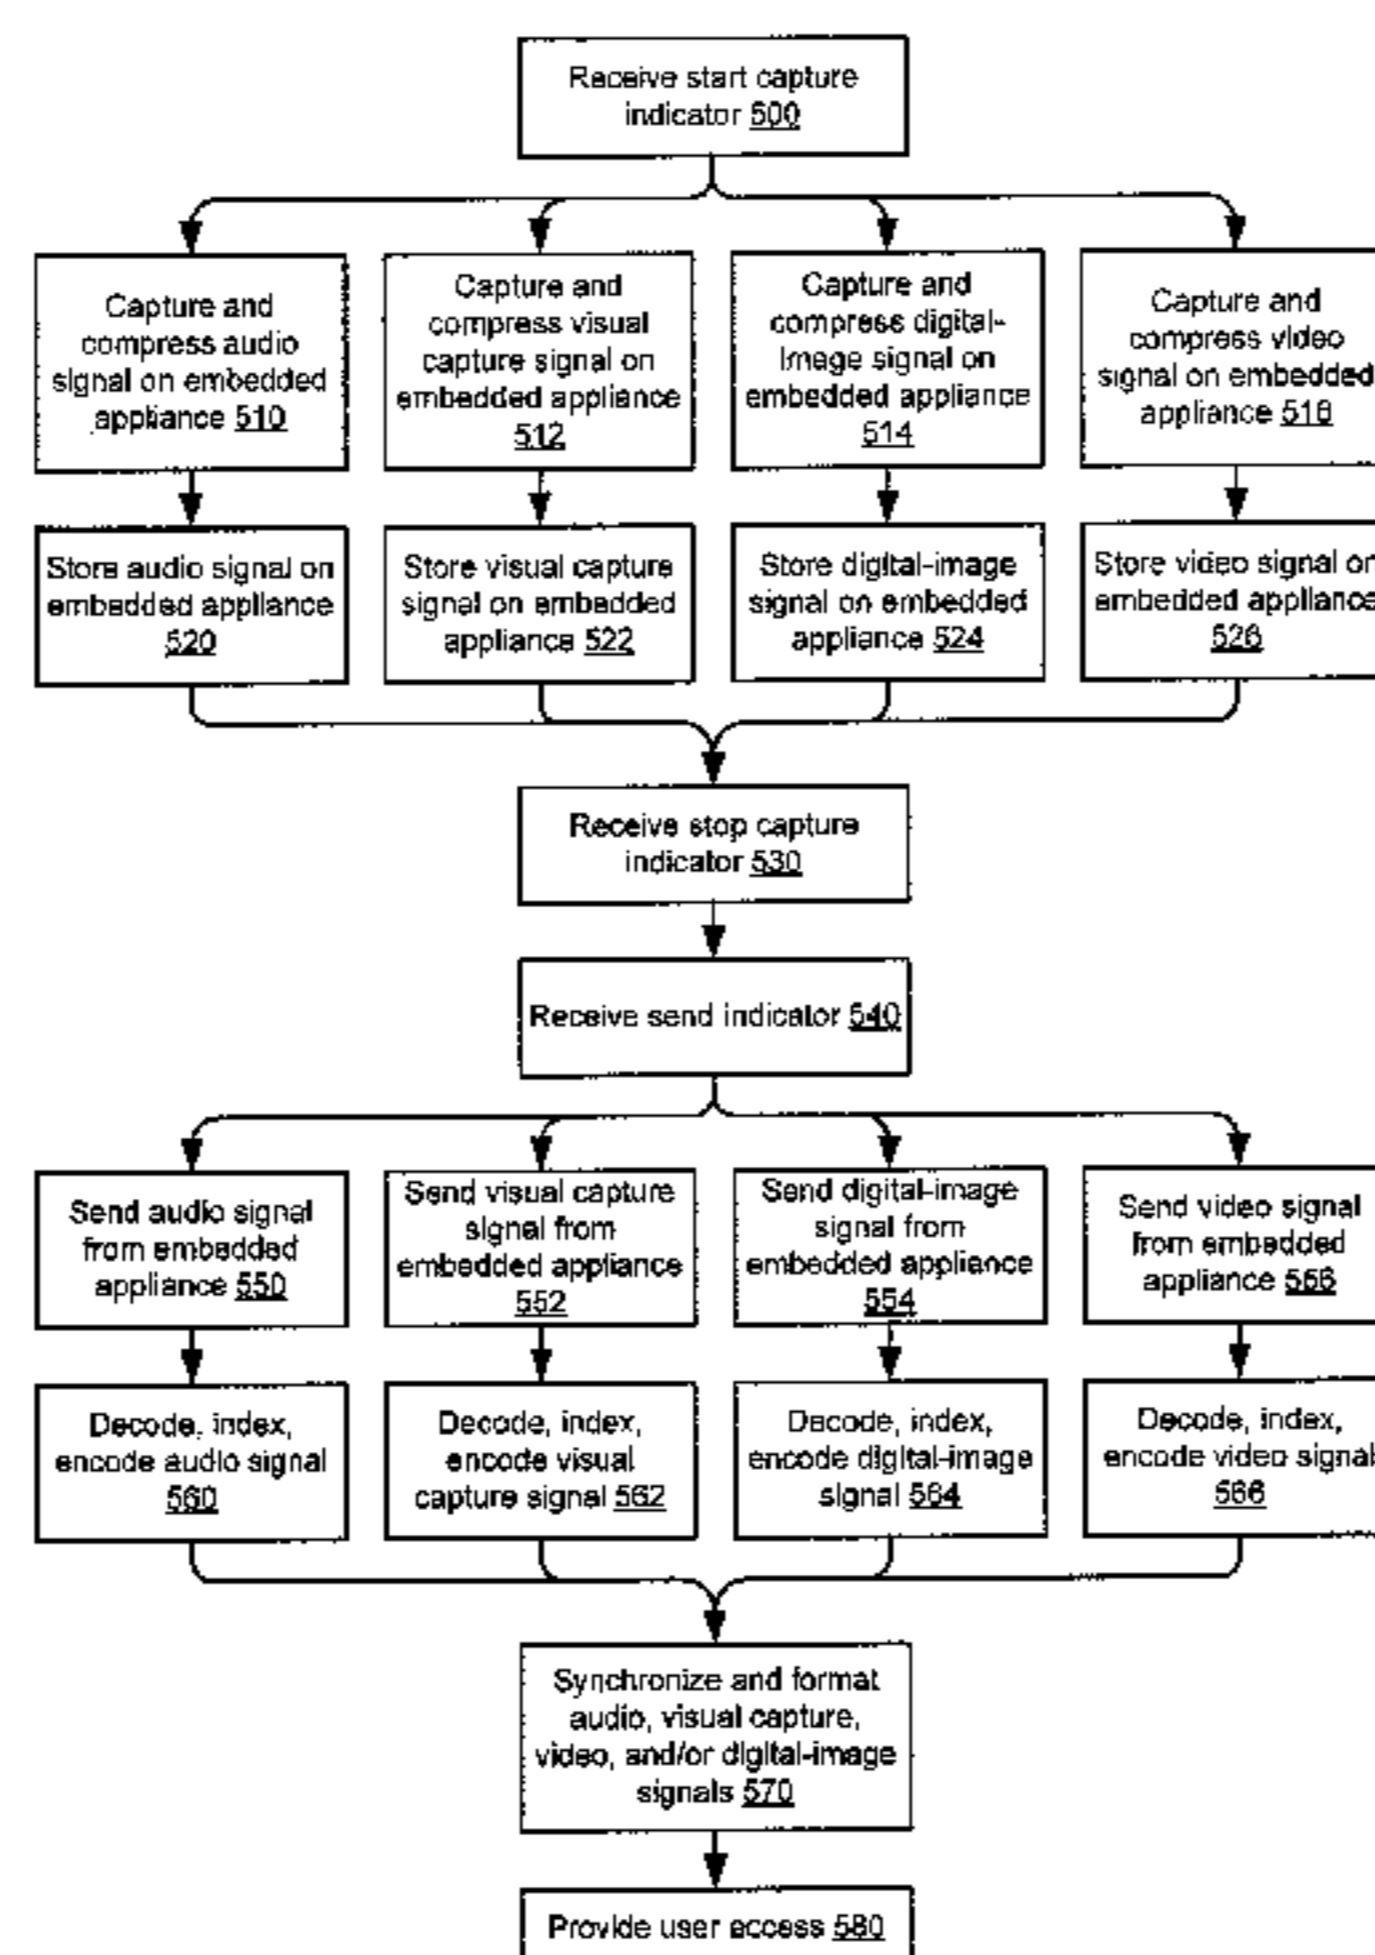 Receive start capture
indicator 500
Capture and
compress audio
signal on embedded
appliance 510
Capture and
compress visual
capture signal on
embedded appliance
512
Capture and
compress digital-
image signal on
embedded appliance
514
Capture and
compress video
signal on embedded
appliance 516
Store audio signal on
embedded appliance
520
Store visual capture
signal on embedded
appliance 522
Store digital-image
signal on embedded
appliance 524
Store video signal on
embedded appliance
526
Receive stop capture
indicator 530
Receive send indicator 540
Send audio signal
from embedded
appliance 550
Send visual capture
signal from
embedded appliance
552
Send digital-image
signal from
embedded appliance
554
Send video signal
from embedded
appliance 556
Decode, index,
encode audio signal
560
Decode, index,
encode visual
capture signal 562
Decode, index,
encode digital-image
signal 564
Decode, index,
encode video signal
566
Synchronize and format
audio, visual capture,
video, and/or digital-image
signals 570
Provide user access 580